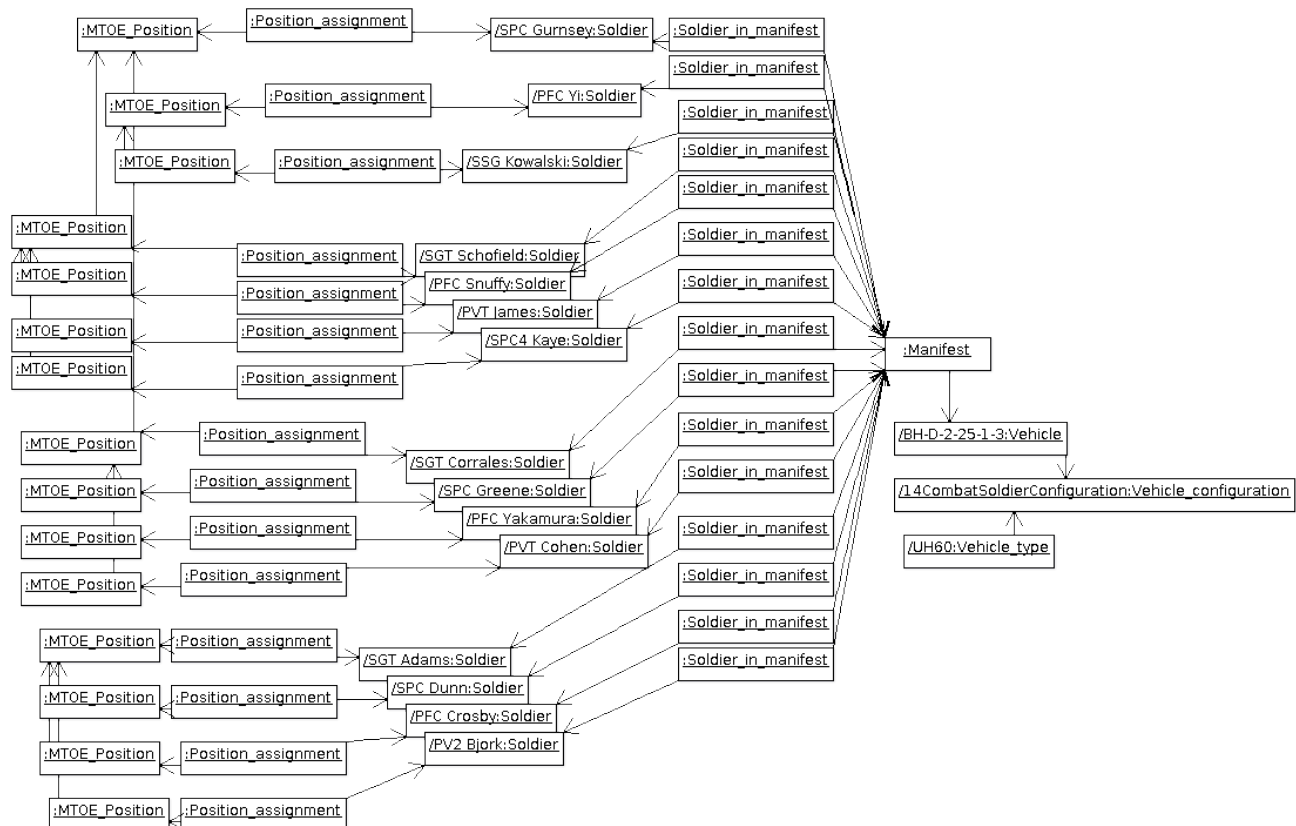 :MTOE_Position
:Position_assignment
/SPC Gurnsey:Soldier
:Soldier_in_manifest
:Soldier_in_manifest
:MTOE_Position
:Position_assignment
/PFC Yi:Soldier
:Soldier_in_manifest
:MTOE_Position
:Position_assignment
/SSG Kowalski:Soldier
:Soldier_in_manifest
:Soldier_in_manifest
:MTOE_Position
:Soldier_in_manifest
:Position_assignment
/SGT Schofield:Soldier
:MTOE_Position
/PFC Snuffy:Soldier
:Soldier_in_manifest
:Position_assignment
/PVT James:Soldier
:MTOE_Position
:Position_assignment
/SPC4 Kaye:Soldier
:Soldier_in_manifest
:Manifest
:MTOE_Position
:Position_assignment
:Soldier_in_manifest
:Soldier_in_manifest
:MTOE_Position
:Position_assignment
/BH-D-2-25-1-3:Vehicle
/SGT Corrales:Soldier
:Soldier_in_manifest
:MTOE_Position
:Position_assignment
/SPC Greene:Soldier
/14CombatSoldierConfiguration:Vehicle_configuration
/PFC Yakamura:Soldier
:Soldier_in_manifest
:MTOE_Position
:Position_assignment
/PVT Cohen:Soldier
/UH60:Vehicle_type
:MTOE_Position
:Position_assignment
:Soldier_in_manifest
:Soldier_in_manifest
:MTOE_Position
:Position_assignment
/SGT Adams:Soldier
:Soldier_in_manifest
:MTOE_Position
:Position_assignment
/SPC Dunn:Soldier
/PFC Crosby:Soldier
:MTOE_Position
:Position_assignment
/PV2 Bjork:Soldier
:MTOE_Position
:Position_assignment